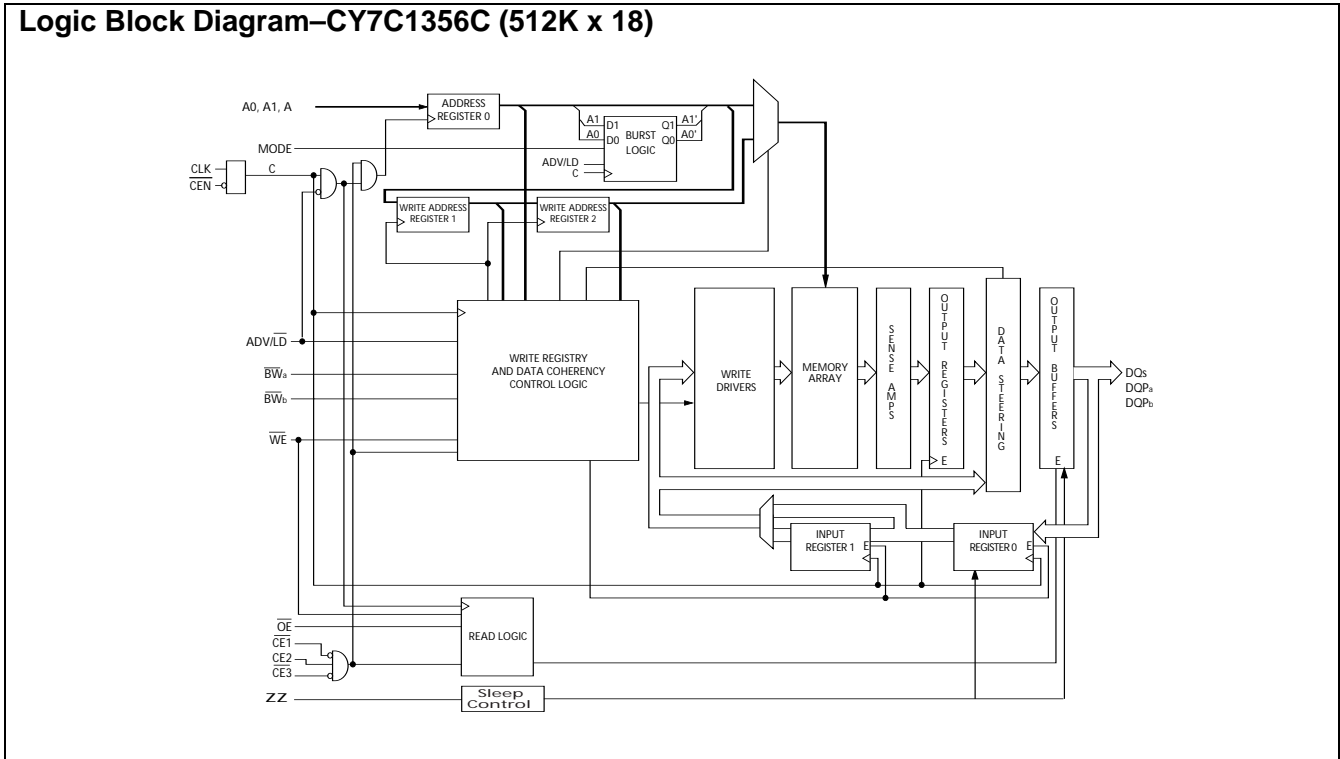 Logic Block Diagram–CY7C1356C (512K x 18)
A0, A1, A
ADDRESS
REGISTER 0
A1
A0
D1
D0
BURST
LOGIC
Q1
Q0
A1'
A0'
MODE
ADV/LD
C
CLK
CEN
C
WRITE ADDRESS
REGISTER 1
WRITE ADDRESS
REGISTER 2
ADV/LD
BWa
BWb
WE
WRITE REGISTRY
AND DATA COHERENCY
CONTROL LOGIC
WRITE
DRIVERS
MEMORY
ARRAY
SENSE AMPS
OUTPUT REGISTERS
E
DATA STEERING
OUTPUT BUFFERS
E
DQs
DQPa
DQPb
INPUT
REGISTER 1
E
INPUT
REGISTER 0
E
OE
CE1
CE2
CE3
READ LOGIC
ZZ
Sleep
Control